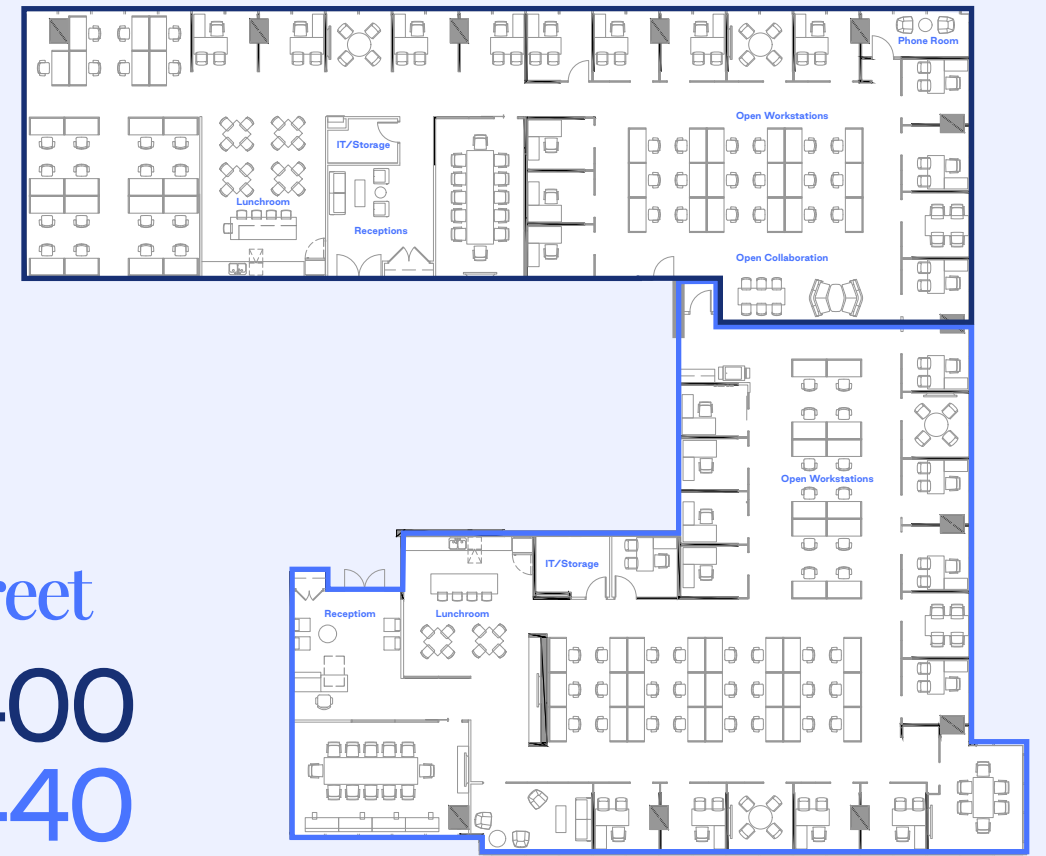 Phone Room
Open Workstations
IT/Storage
Lunchroom
Receptions
Open Collaboration
Open Workstations
IT/Storage
reet
Receptiom
Lunchroom
400
440